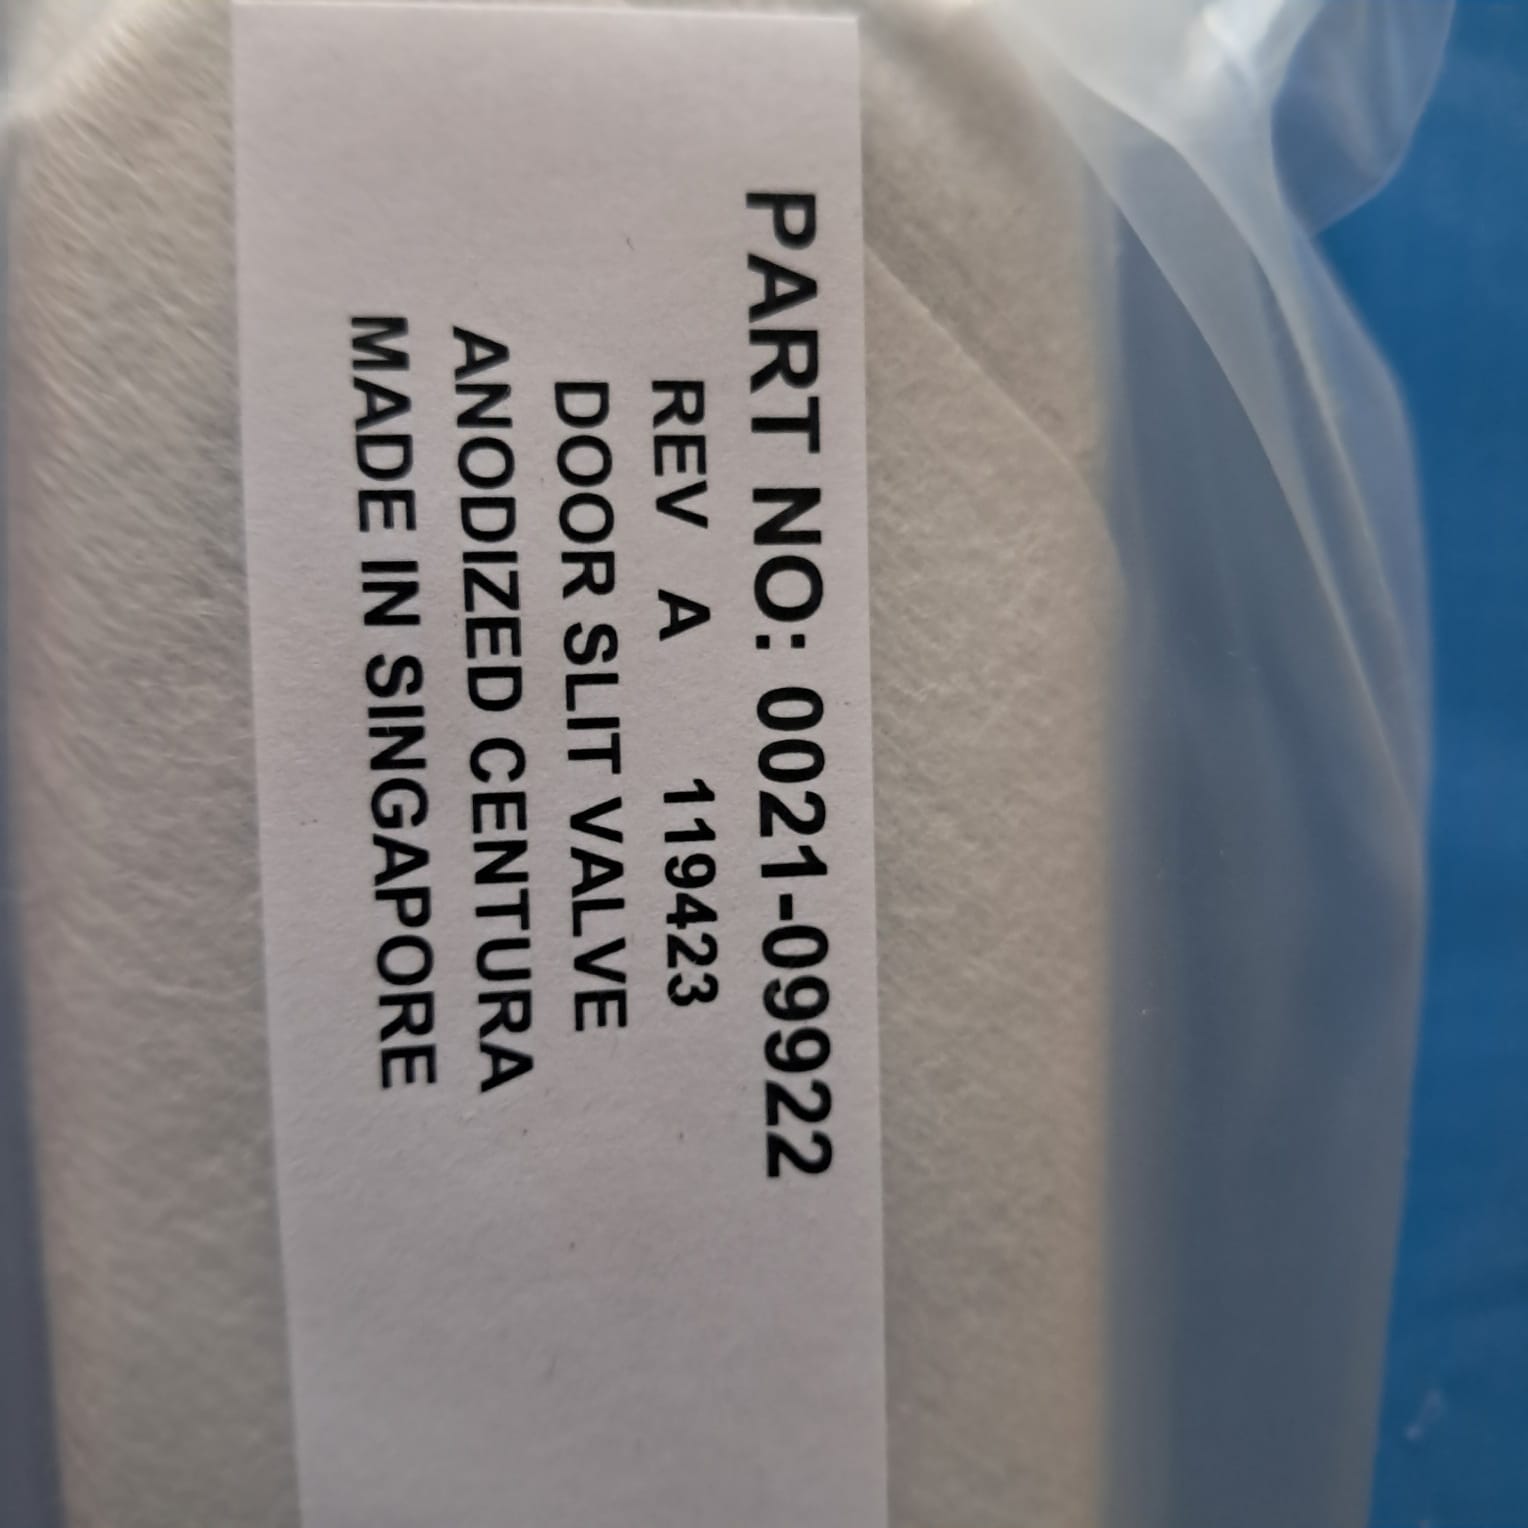 PART NO: 0021-09922
REV A 119423
DOOR SLIT VALVE
ANODIZED CENTURA
MADE IN SINGAPORE